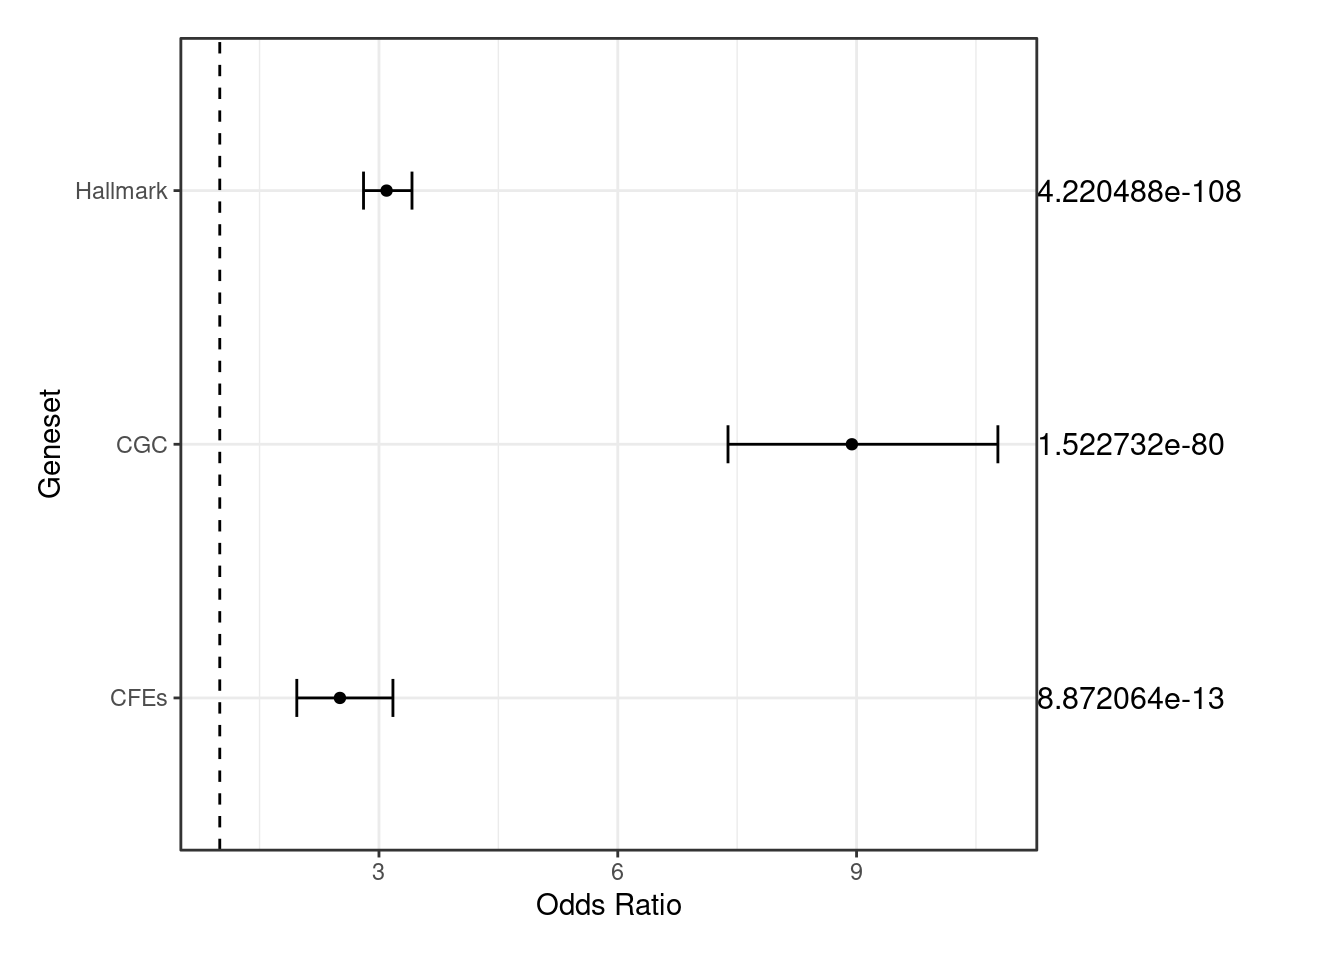 Hallmark
4.220488e-108
Geneset
CGC
1.522732e-80
CFEs
8.872064e-13
3
6
9
Odds Ratio